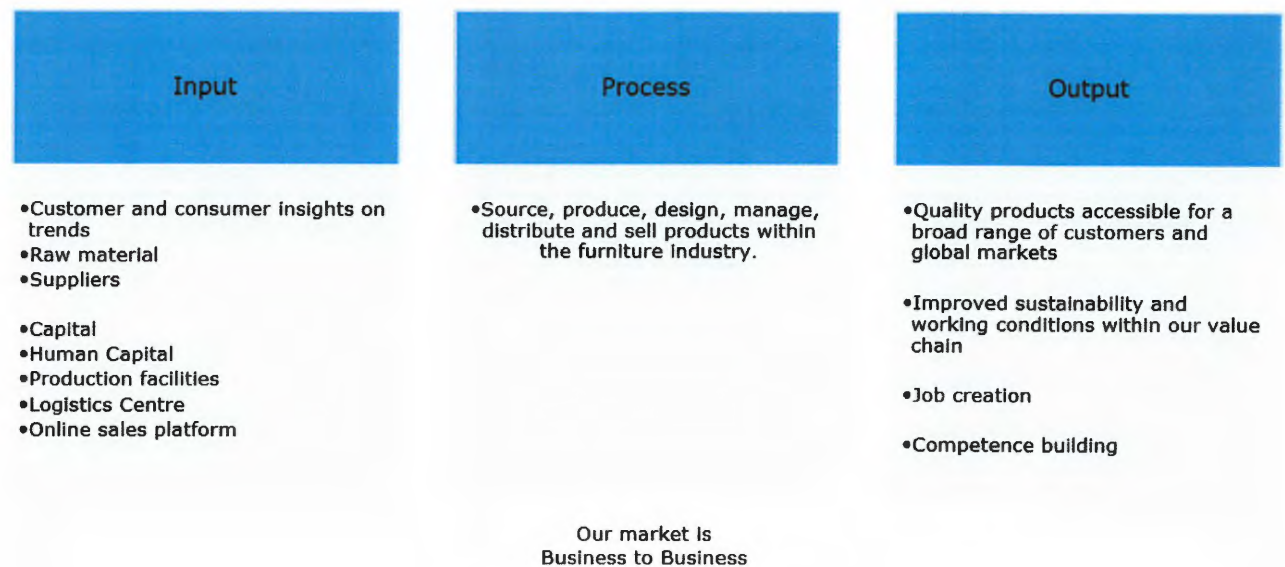 Input
•Customer and consumer insights on
trends
•Raw material
•Suppliers
•Capital
•Human Capital
•Production facilities
•Logistics Centre
•Online sales platform
Process
•Source, produce, design, manage,
distribute and sell products within
the furniture industry.
Our market is
Business to Business
Output
•Quality products accessible for a
broad range of customers and
global markets
•Improved sustainability and
working conditions within our value
chain
•Job creation
•Competence building